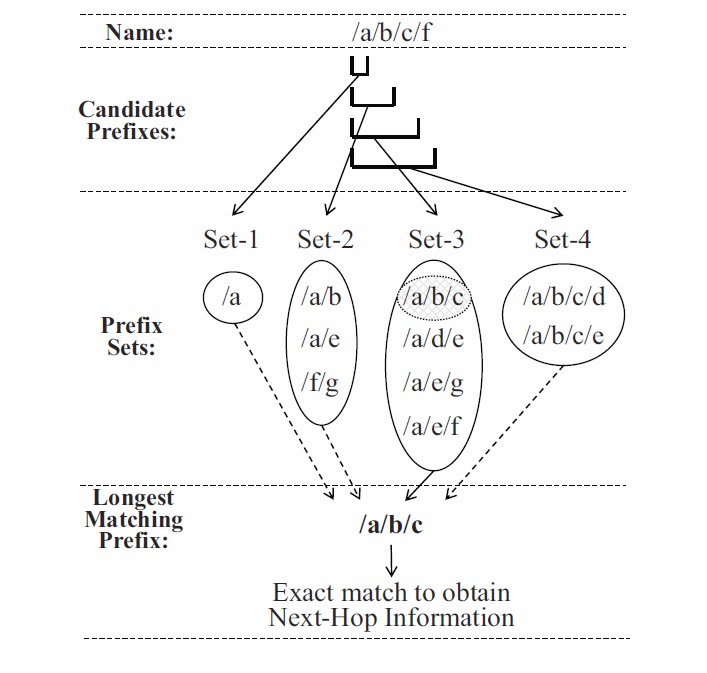 Name: /a/b/c/f
Candidate
Prefixes:
Set-1 Set-2 Set-3 Set-4
/a /a/b /a/b/c /a/b/c/d
/a/e /a/d/e /a/b/c/e
/f/g /a/e/g
/a/e/f
Prefix
Sets:
Longest
Matching
Prefix:
/a/b/c
Exact match to obtain
Next-Hop Information